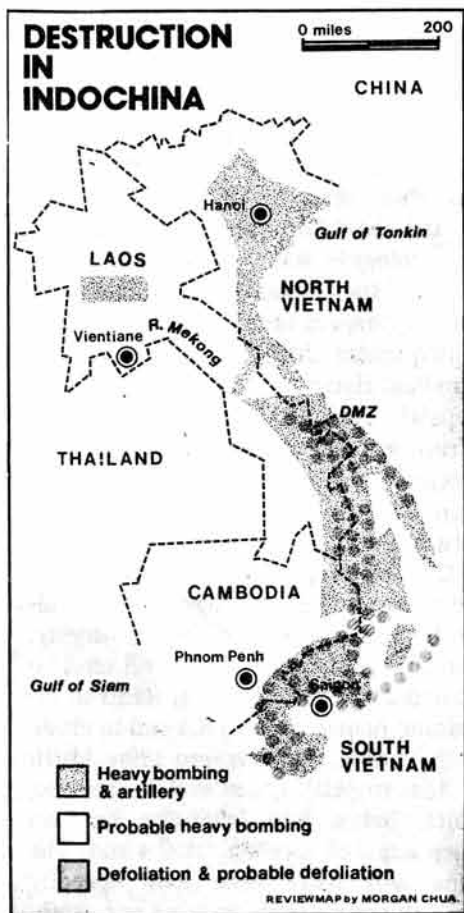 DESTRUCTION
IN
INDOCHINA
0 miles 200
CHINA
Hanoi
Gulf of Tonkin
LAOS
NORTH
VIETNAM
Vientiane
R. Mekong
DMZ
THAILAND
CAMBODIA
Phnom Penh
Gulf of Siam
Saigon
SOUTH
VIETNAM
Heavy bombing
& artillery
Probable heavy bombing
Defoliation & probable defoliation
REVIEW MAP by MORGAN CHUA.